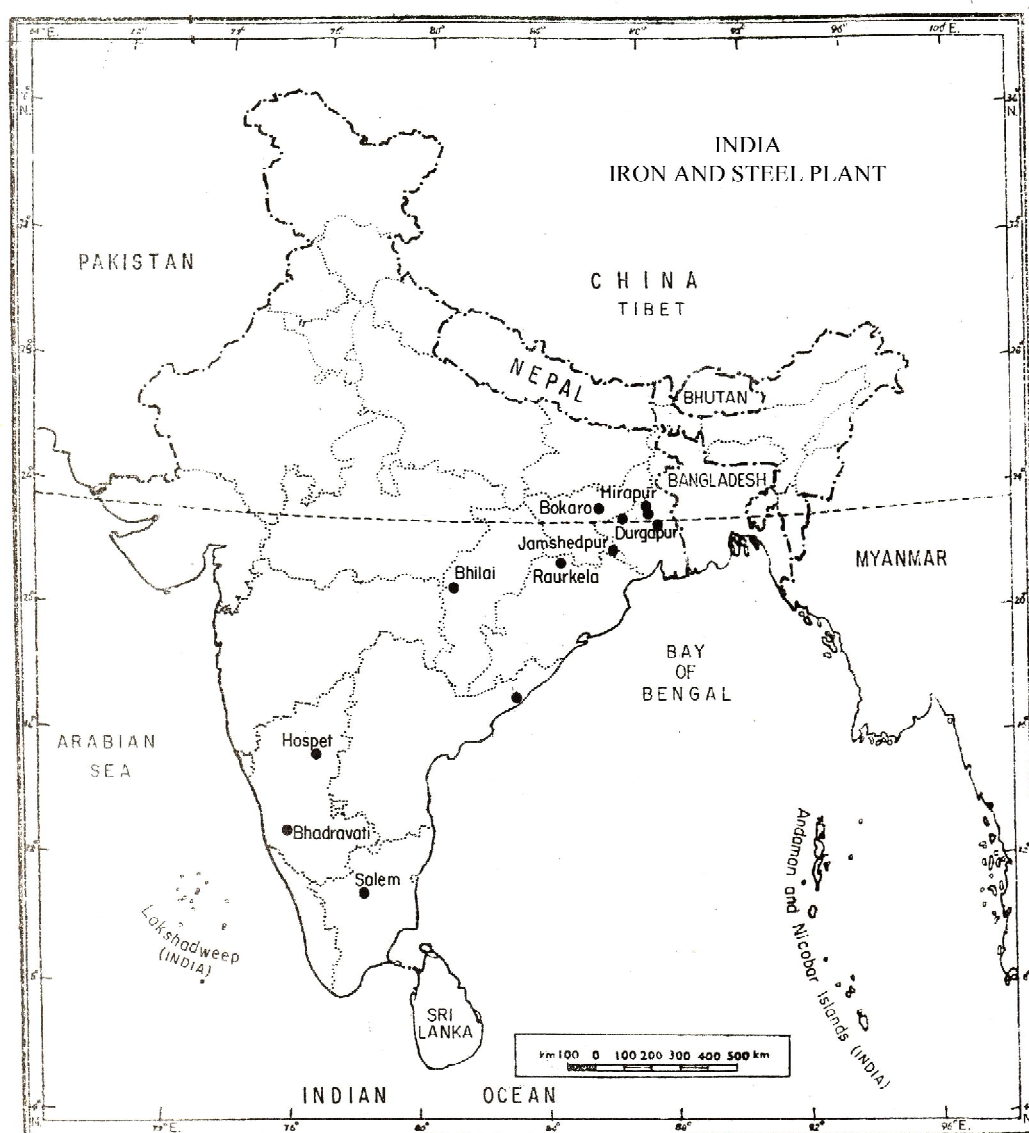 INDIA
IRON AND STEEL PLANT
PAKISTAN
CHINA
TIBET
NEPAL
BHUTAN
BANGLADESH
Hirapur
Bokaro
Durgapur
Jamshedpur
Raurkela
Bhilai
MYANMAR
BAY
OF
BENGAL
ARABIAN
SEA
Hospet
Bhadravati
Salem
Lakshadweep
(INDIA)
Andaman and Nicobar Islands (INDIA)
SRI
LANKA
km 100 0 100 200 300 400 500 km
INDIAN OCEAN